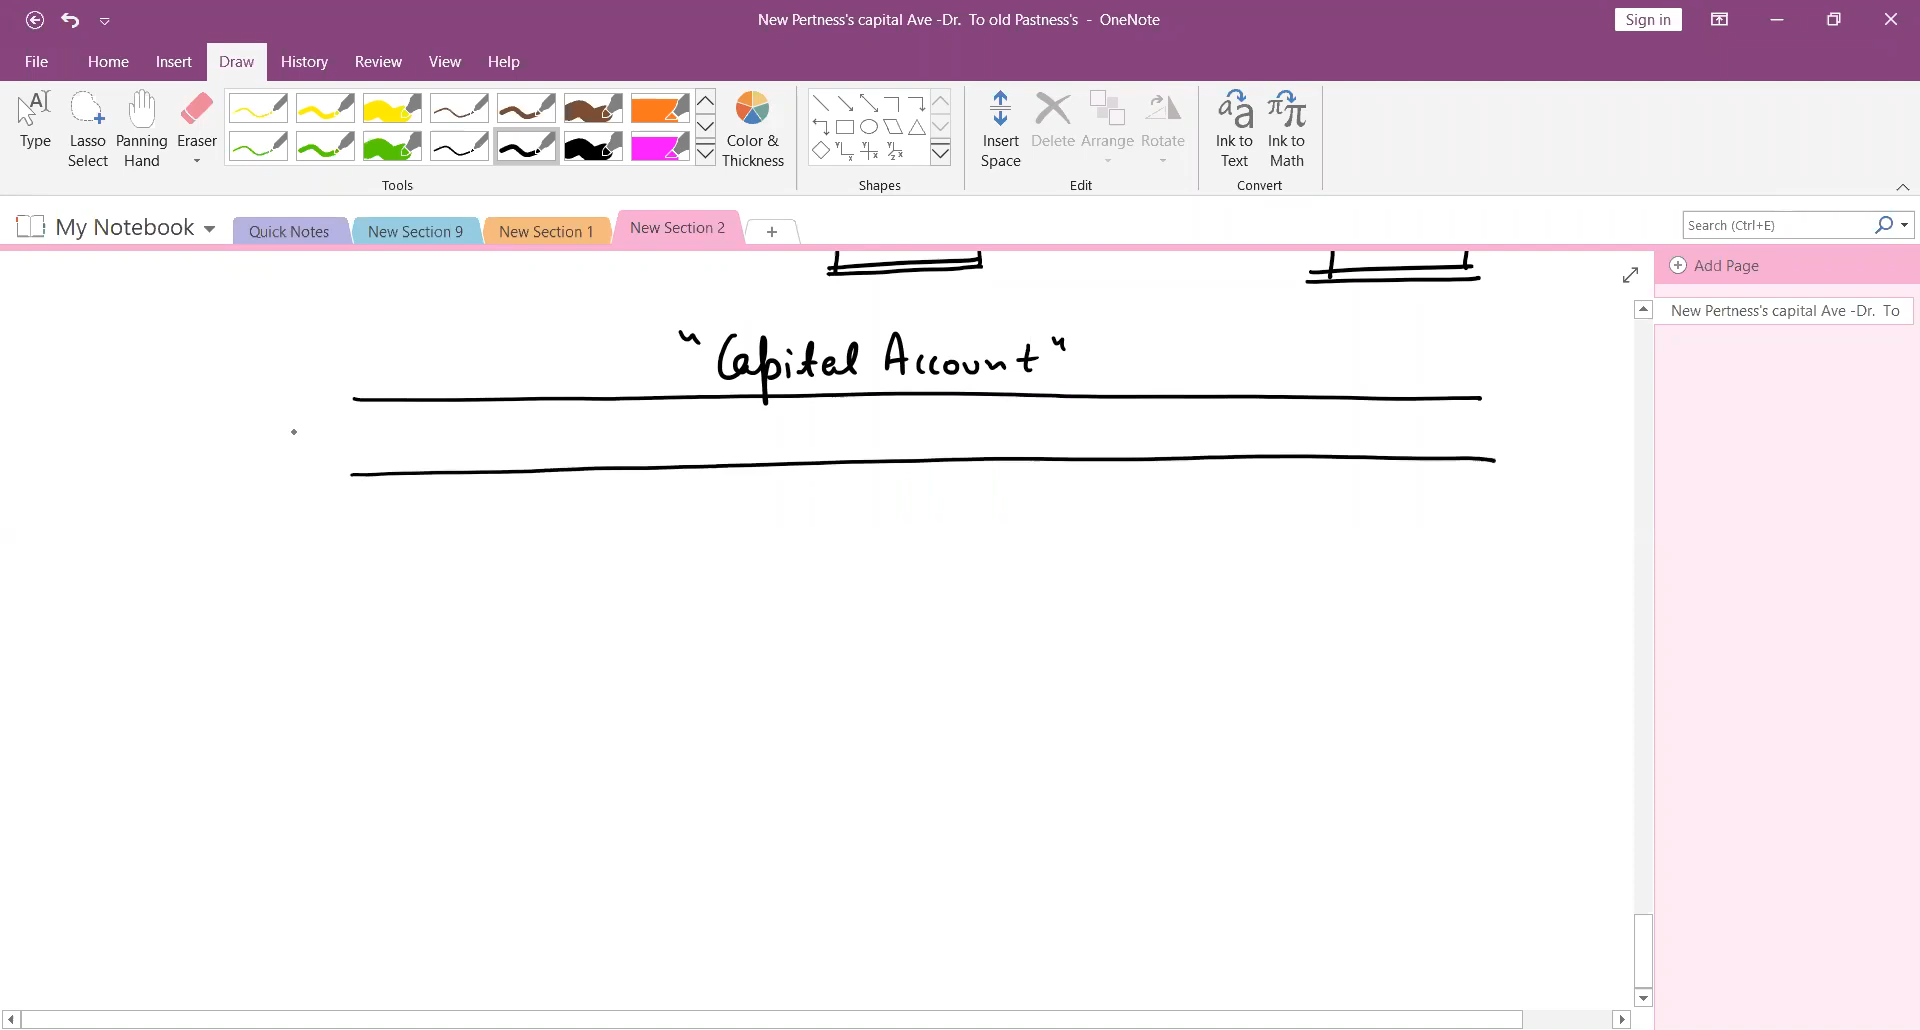 New Pertness's capital Ave -Dr.  To old Pastness's  -  OneNote
Sign in
File Home Insert Draw History Review View Help
Type
Lasso Select
Panning Hand
Eraser
Color & Thickness
Insert Space
Delete
Arrange
Rotate
Ink to Text
Ink to Math
Tools
Shapes
Edit
Convert
My Notebook
Quick Notes
New Section 9
New Section 1
New Section 2
Search (Ctrl+E)
Add Page
New Pertness's capital Ave -Dr.  To
"Capital Account"